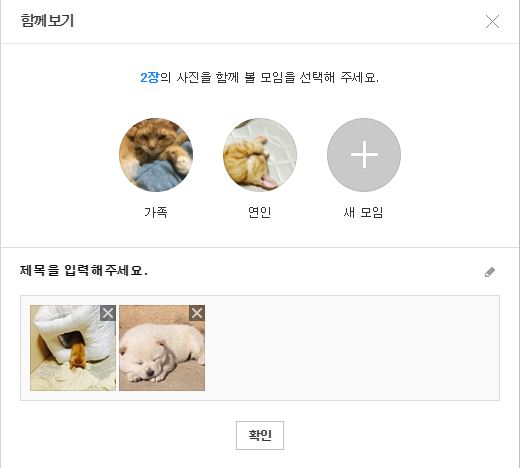 함께보기
2장의 사진을 함께 볼 모임을 선택해 주세요.
가족
연인
새 모임
제목을 입력해주세요.
확인